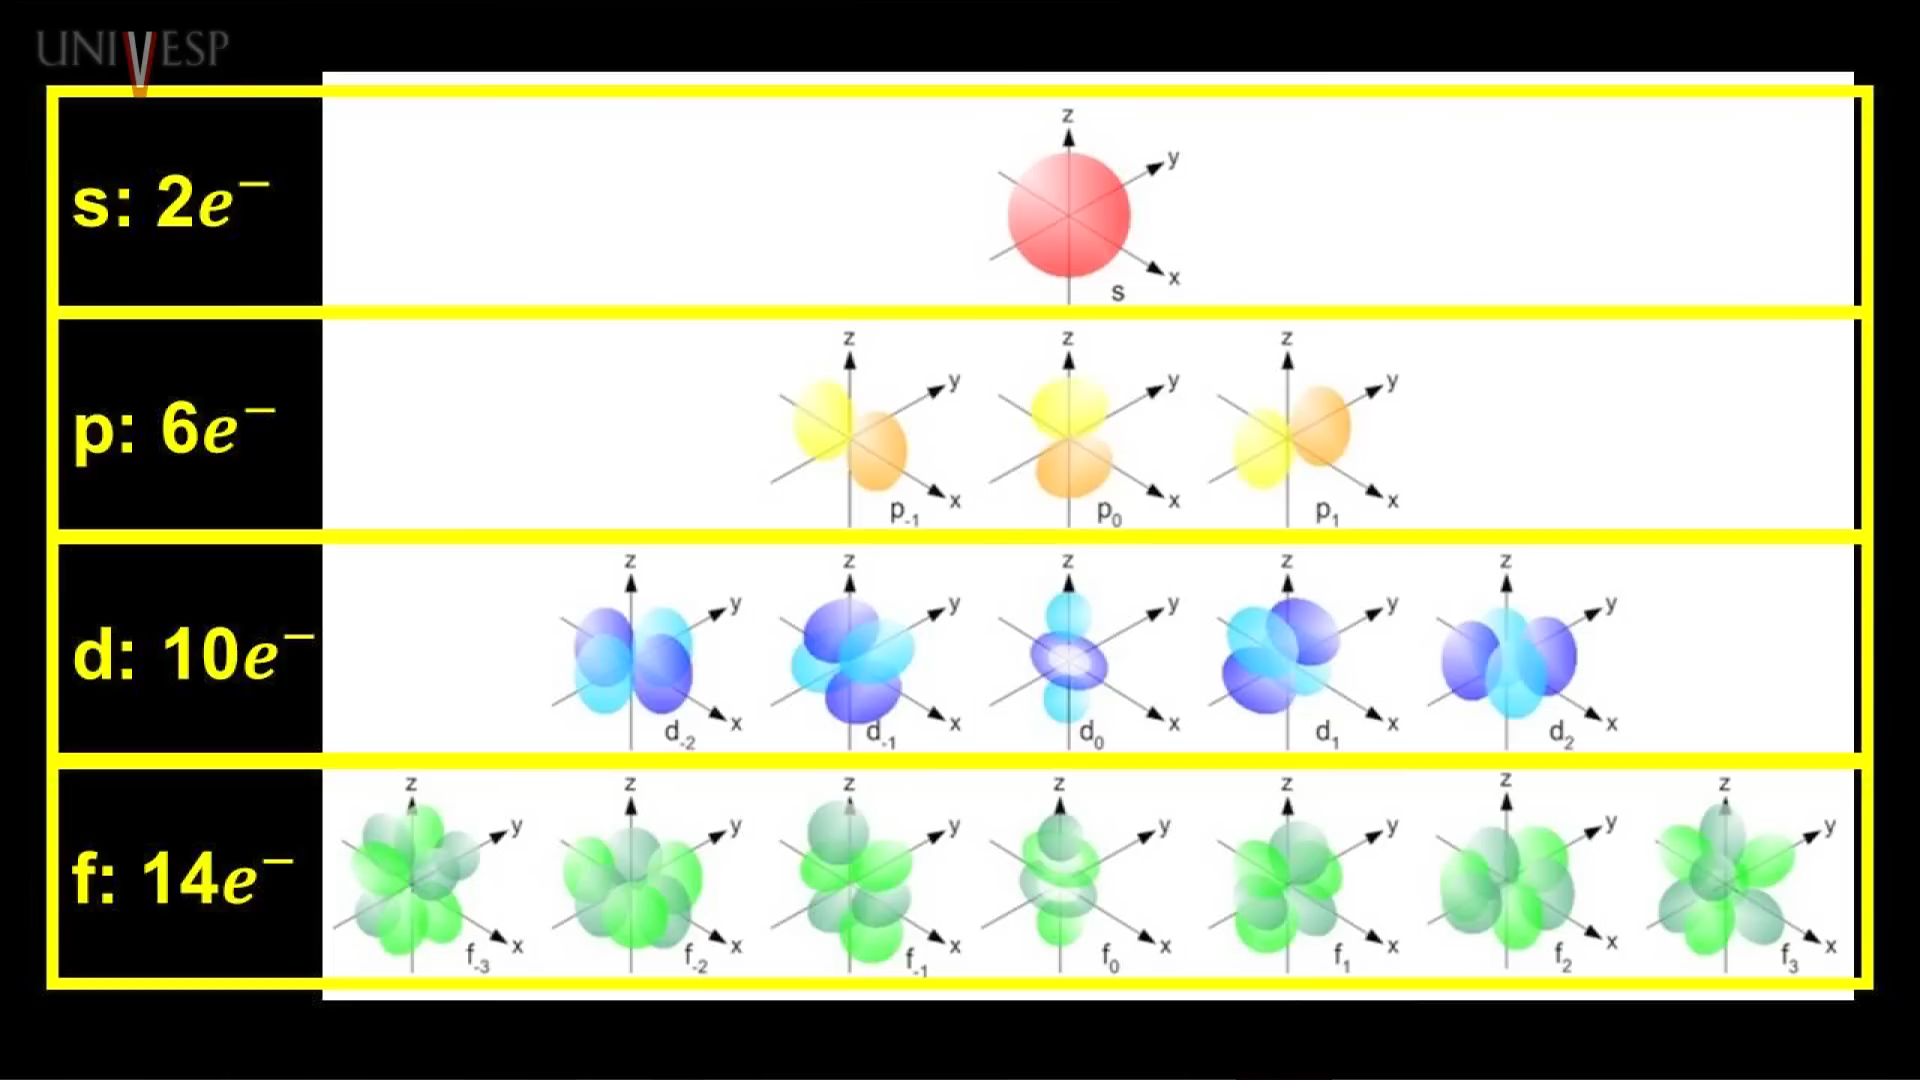 UNIVESP
s: 2e⁻
z
y
x
s
p: 6e⁻
z
y
x
p₋₁
z
y
x
p₀
z
y
x
p₁
d: 10e⁻
z
y
x
d₋₂
z
y
x
d₋₁
z
y
x
d₀
z
y
x
d₁
z
y
x
d₂
f: 14e⁻
z
y
x
f₋₃
z
y
x
f₋₂
z
y
x
f₋₁
z
y
x
f₀
z
y
x
f₁
z
y
x
f₂
z
y
x
f₃